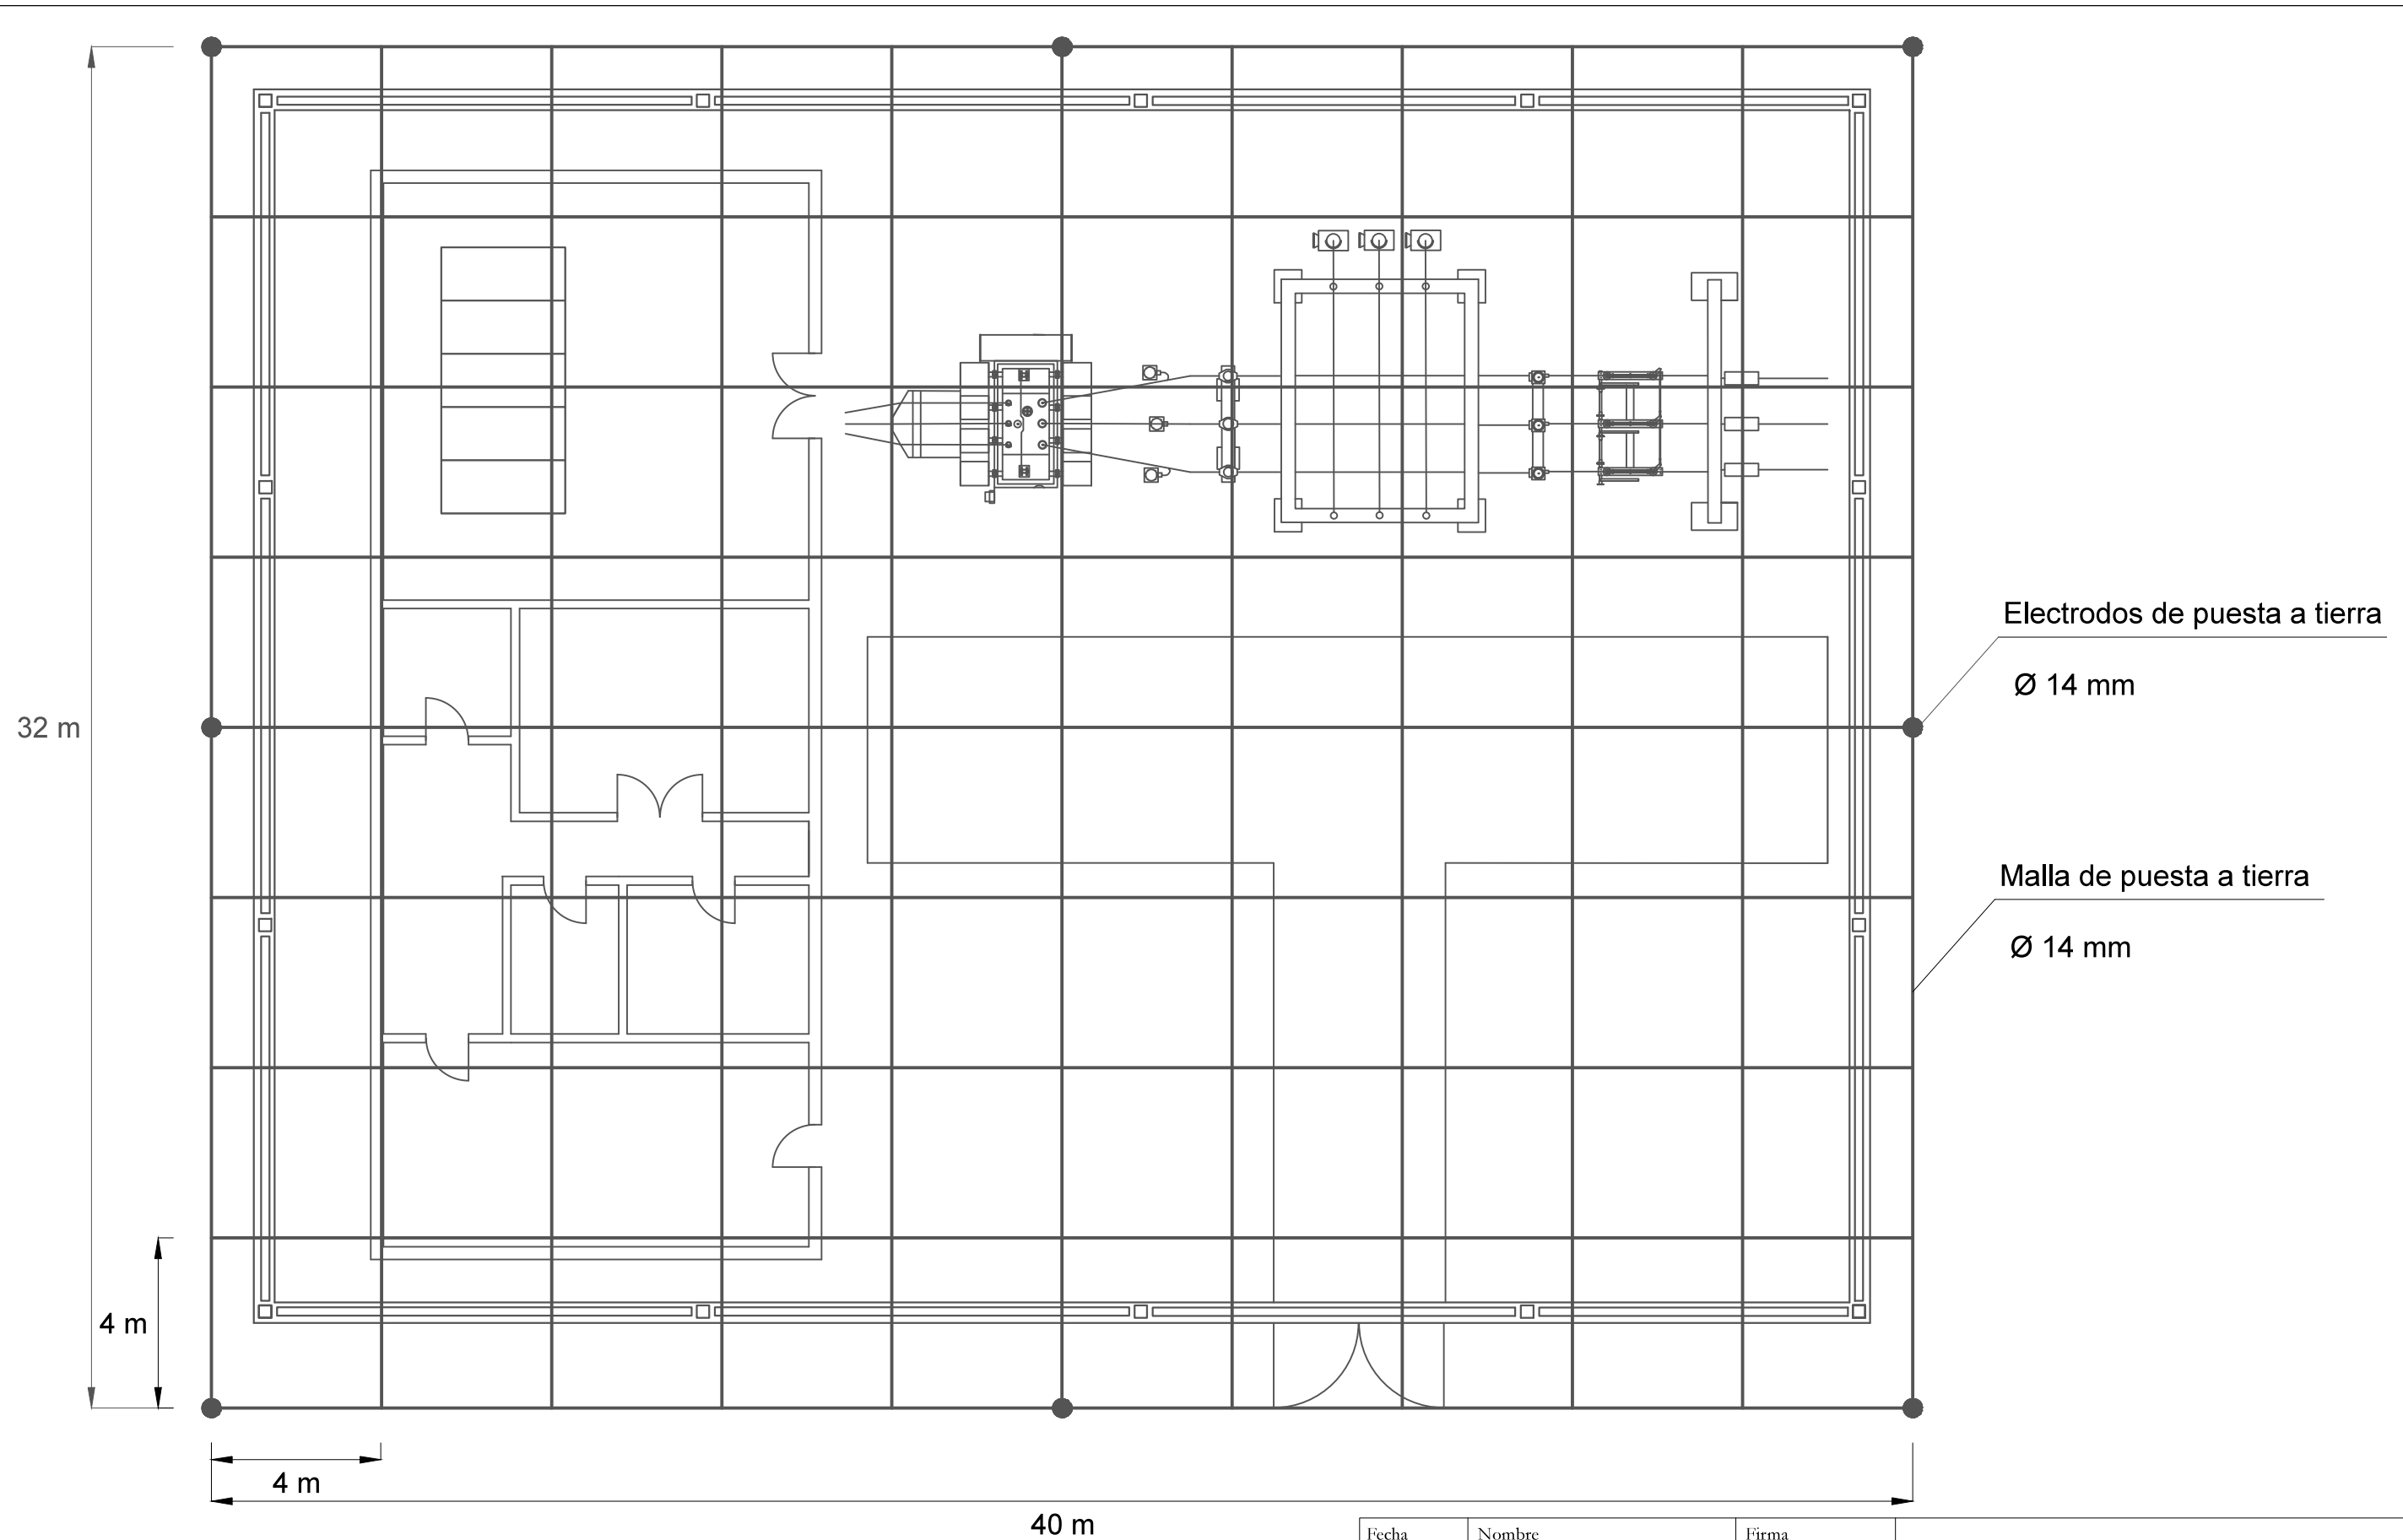 Electrodos de puesta a tierra
Ø 14 mm
32 m
Malla de puesta a tierra
Ø 14 mm
4 m
4 m
40 m
Fecha Nombre Firma